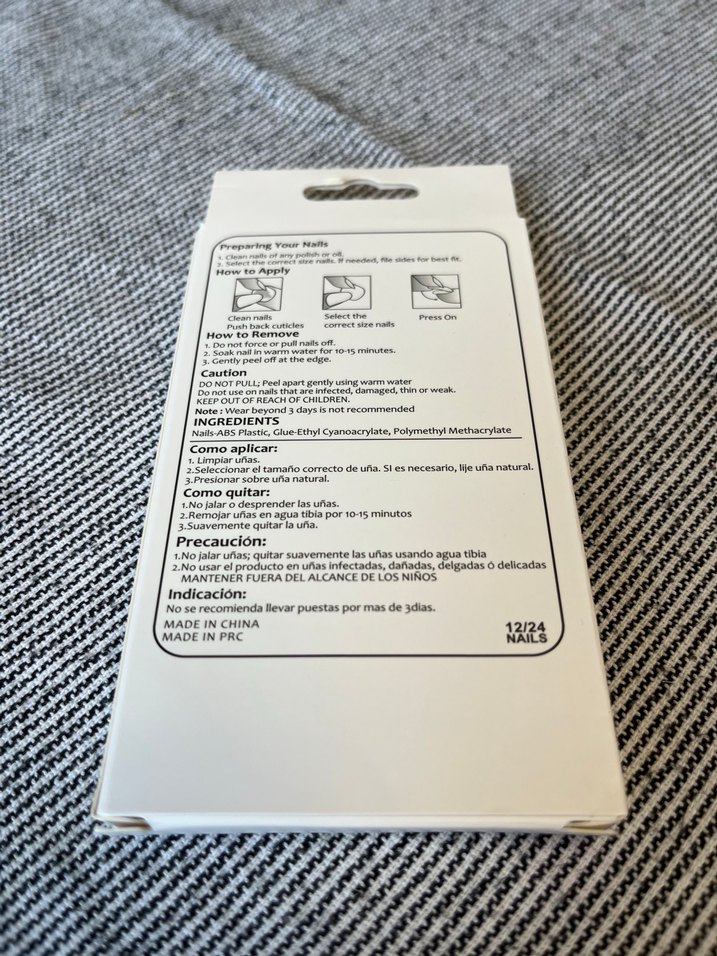 Preparing Your Nails
1. Clean nails of any polish or oil.
2. Select the correct size nails. If needed, file sides for best fit.
How to Apply
Clean nails
Push back cuticles
Select the
correct size nails
Press On
How to Remove
1. Do not force or pull nails off.
2. Soak nail in warm water for 10-15 minutes.
3. Gently peel off at the edge.
Caution
DO NOT PULL; Peel apart gently using warm water
Do not use on nails that are infected, damaged, thin or weak.
KEEP OUT OF REACH OF CHILDREN.
Note : Wear beyond 3 days is not recommended
INGREDIENTS
Nails-ABS Plastic, Glue-Ethyl Cyanoacrylate, Polymethyl Methacrylate
Como aplicar:
1. Limpiar uñas.
2.Seleccionar el tamaño correcto de uña. SI es necesario, lije uña natural.
3.Presionar sobre uña natural.
Como quitar:
1.No jalar o desprender las uñas.
2.Remojar uñas en agua tibia por 10-15 minutos
3.Suavemente quitar la uña.
Precaución:
1.No jalar uñas; quitar suavemente las uñas usando agua tibia
2.No usar el producto en uñas infectadas, dañadas, delgadas ó delicadas
MANTENER FUERA DEL ALCANCE DE LOS NIÑOS
Indicación:
No se recomienda llevar puestas por mas de 3dias.
MADE IN CHINA
MADE IN PRC
12/24
NAILS